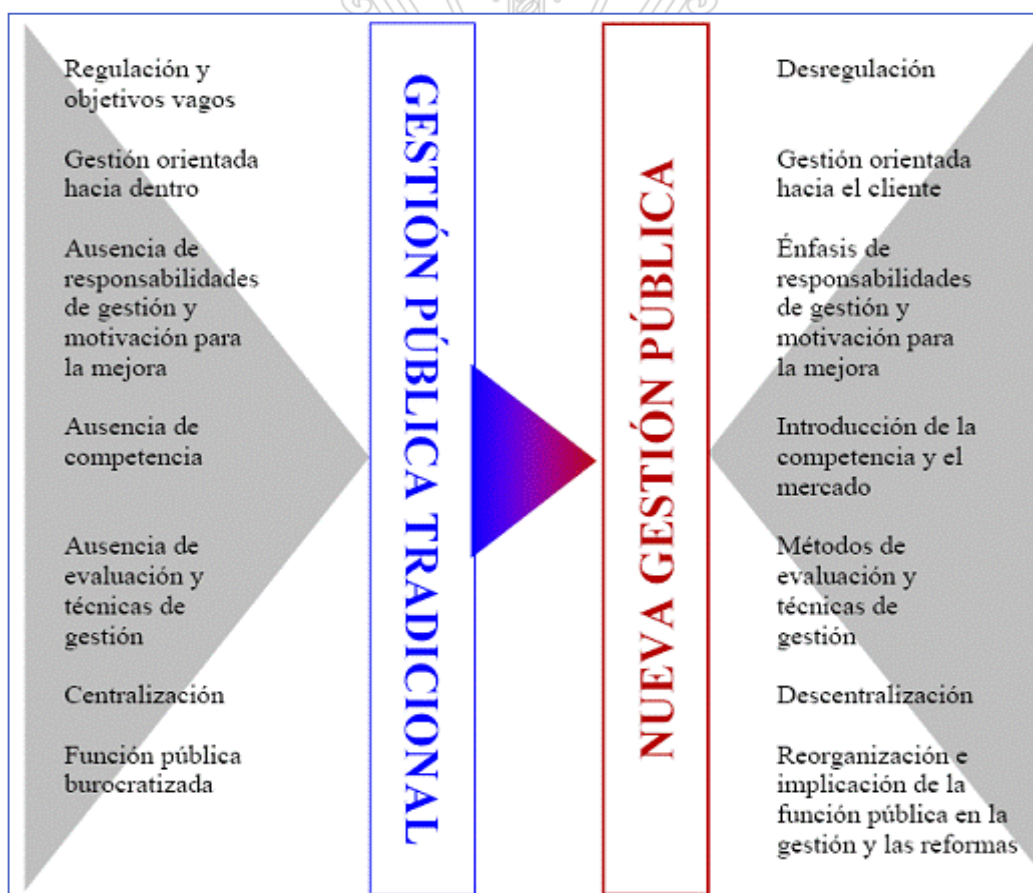 Regulación y
objetivos vagos
Gestión orientada
hacia dentro
Ausencia de
responsabilidades
de gestión y
motivación para
la mejora
Ausencia de
competencia
Ausencia de
evaluación y
técnicas de
gestión
Centralización
Función pública
burocratizada
GESTIÓN PÚBLICA TRADICIONAL
NUEVA GESTIÓN PÚBLICA
Desregulación
Gestión orientada
hacia el cliente
Énfasis de
responsabilidades
de gestión y
motivación para
la mejora
Introducción de la
competencia y el
mercado
Métodos de
evaluación y
técnicas de
gestión
Descentralización
Reorganización e
implicación de la
función pública en la
gestión y las reformas